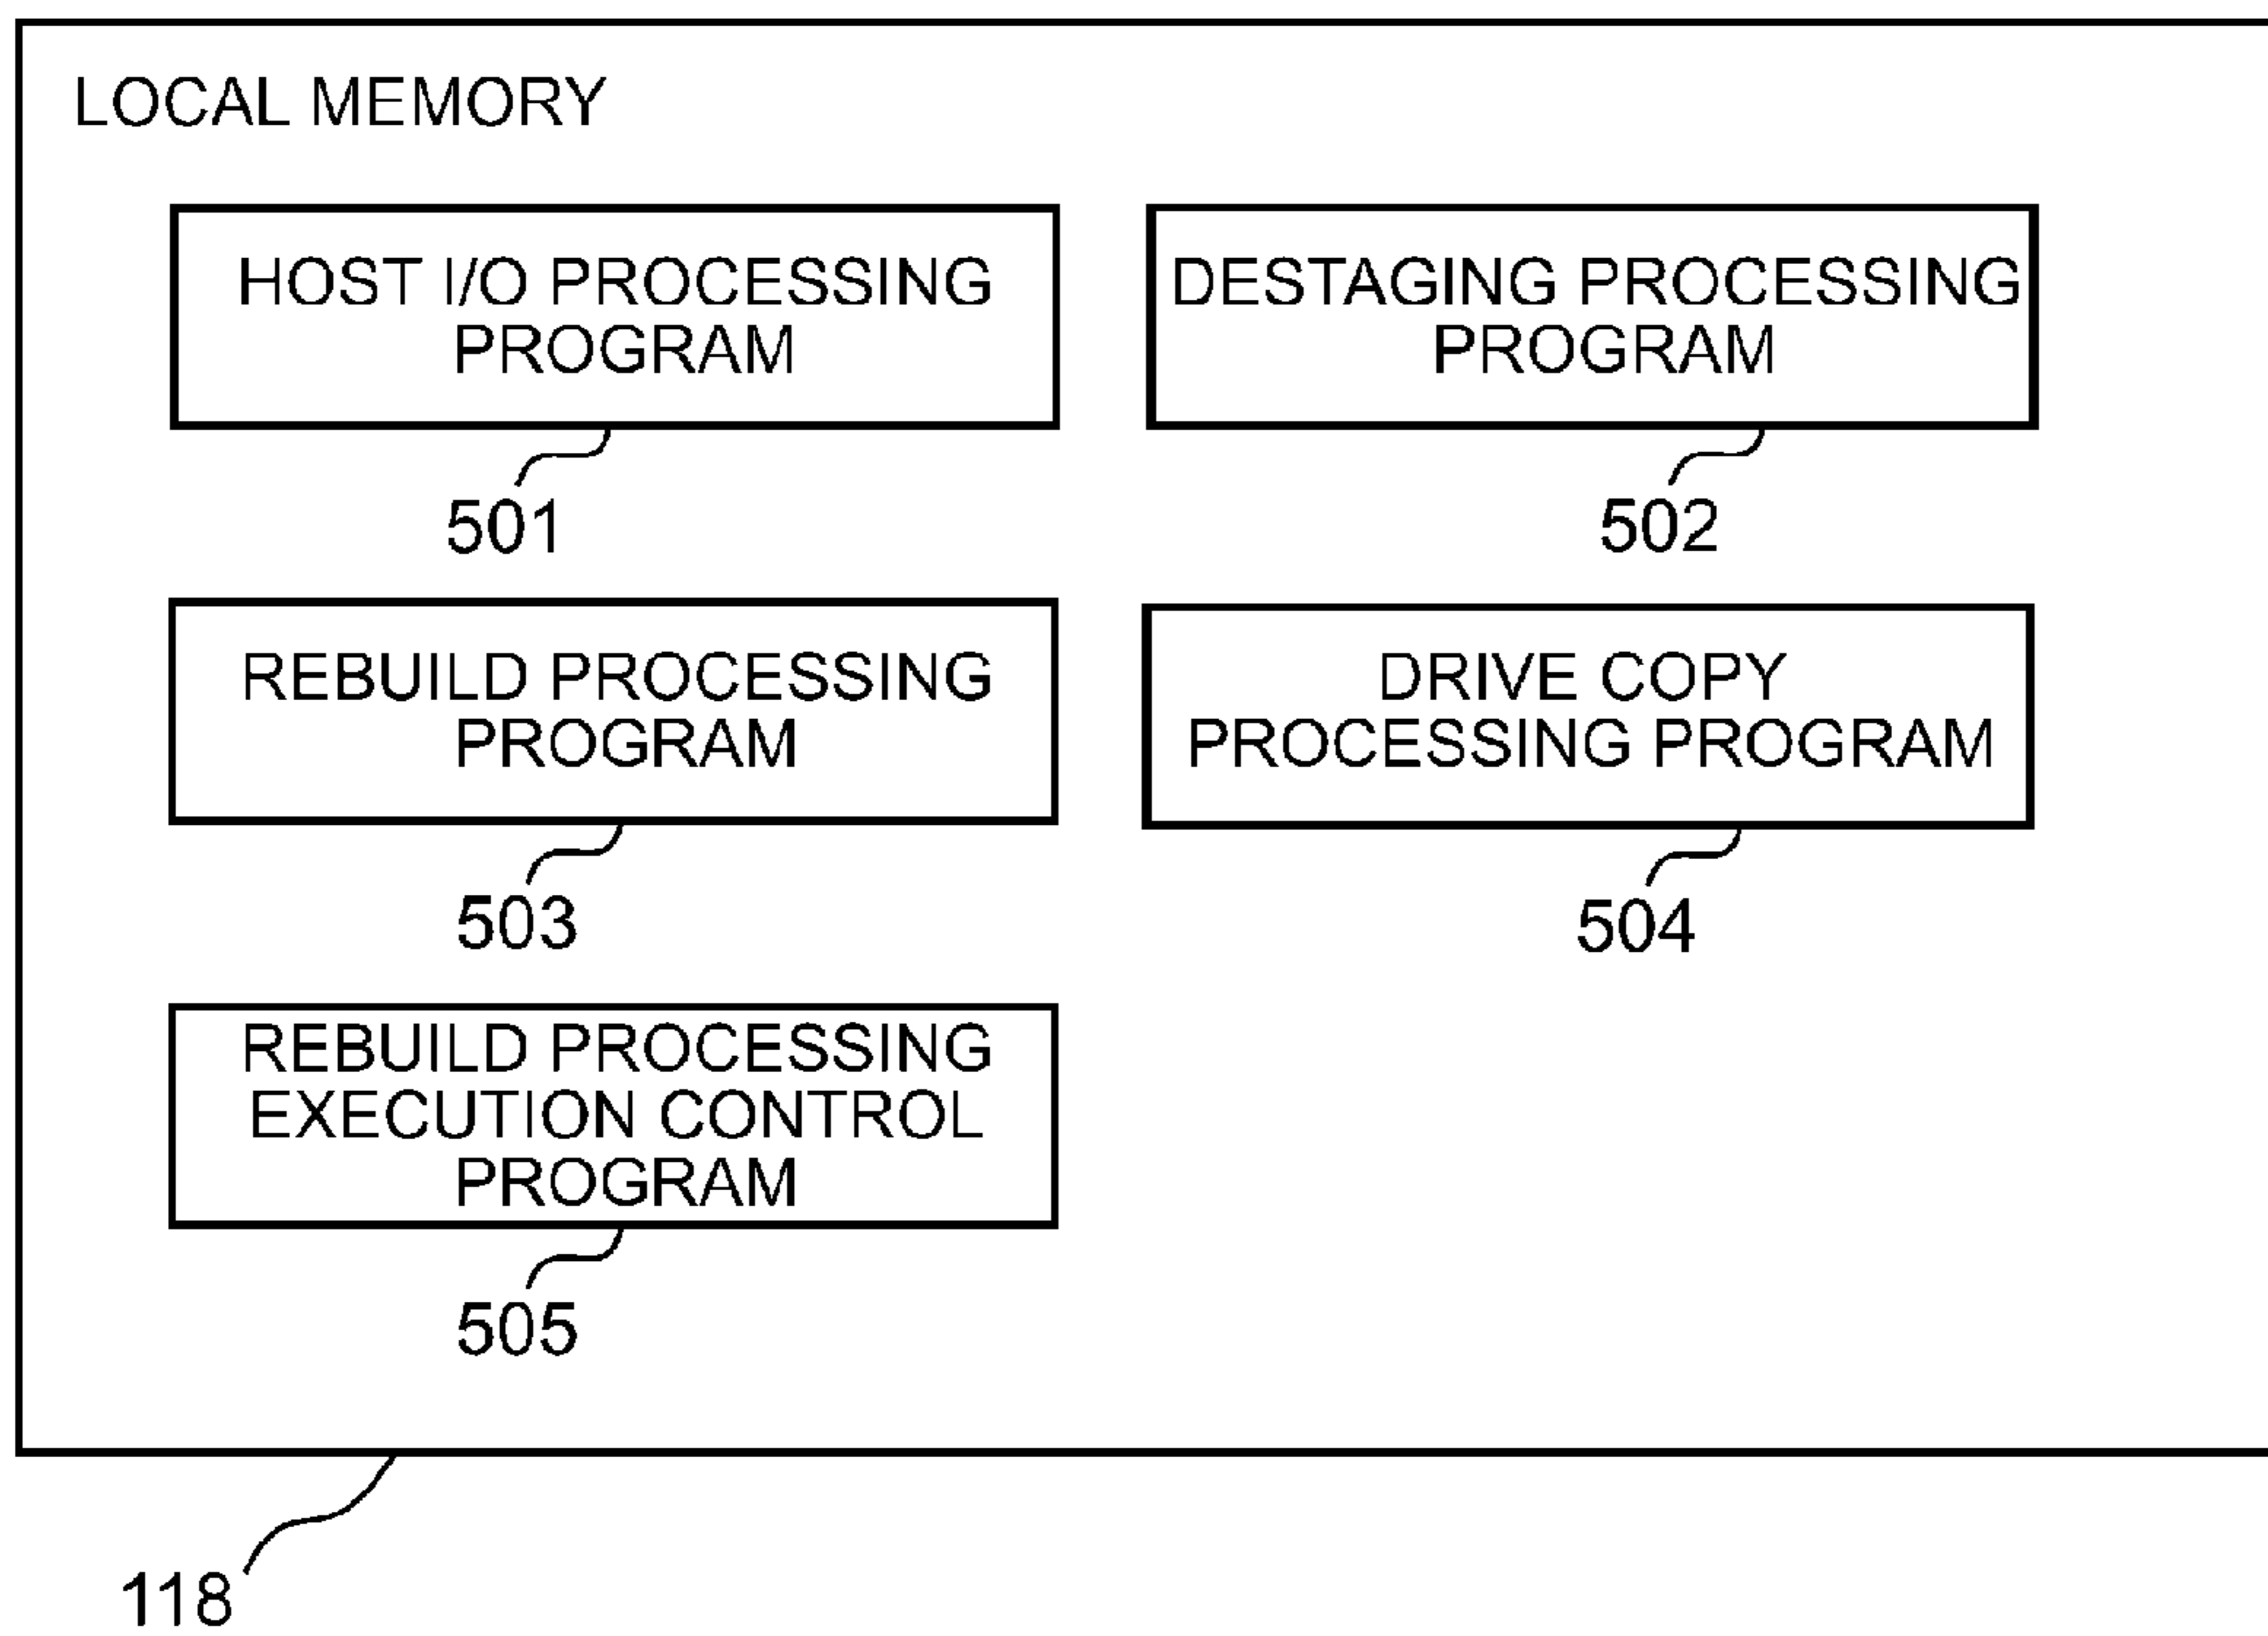 LOCAL MEMORY
HOST I/O PROCESSING
PROGRAM
501
DESTAGING PROCESSING
PROGRAM
502
REBUILD PROCESSING
PROGRAM
503
DRIVE COPY
PROCESSING PROGRAM
504
REBUILD PROCESSING
EXECUTION CONTROL
PROGRAM
505
118